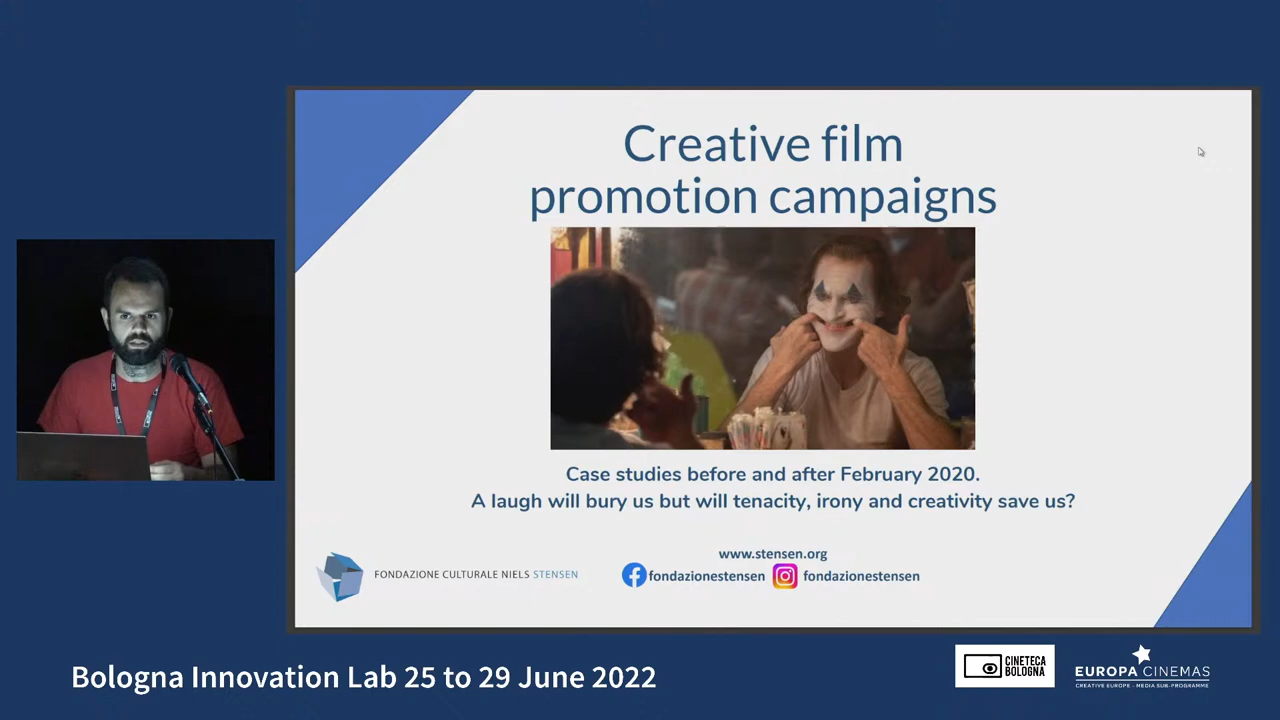 Creative film
promotion campaigns
Case studies before and after February 2020.
A laugh will bury us but will tenacity, irony and creativity save us?
www.stensen.org
FONDAZIONE CULTURALE NIELS STENSEN
fondazionestensen
fondazionestensen
Bologna Innovation Lab 25 to 29 June 2022
CINETECA
BOLOGNA
EUROPA CINEMAS
CREATIVE EUROPE - MEDIA SUB-PROGRAMME